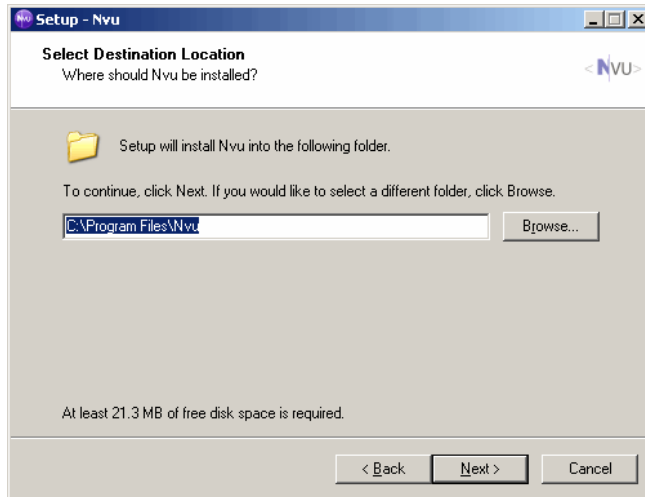 Setup - Nvu
Select Destination Location
Where should Nvu be installed?
<NVU>
Setup will install Nvu into the following folder.
To continue, click Next. If you would like to select a different folder, click Browse.
C:\Program Files\Nvu
Browse...
At least 21.3 MB of free disk space is required.
< Back
Next >
Cancel